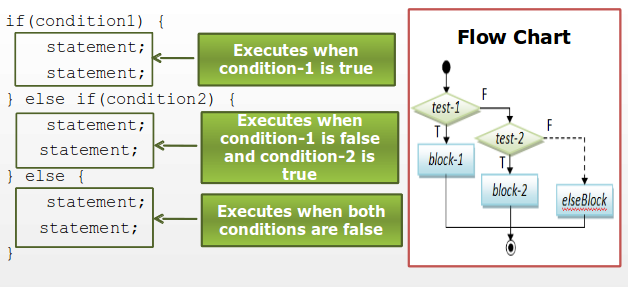 if(condition1) {
statement;
statement;
} else if(condition2) {
statement;
statement;
} else {
statement;
statement;
}
Executes when
condition-1 is true
Executes when
condition-1 is false
and condition-2 is
true
Executes when both
conditions are false
Flow Chart
test-1
F
T
block-1
test-2
F
T
block-2
elseBlock